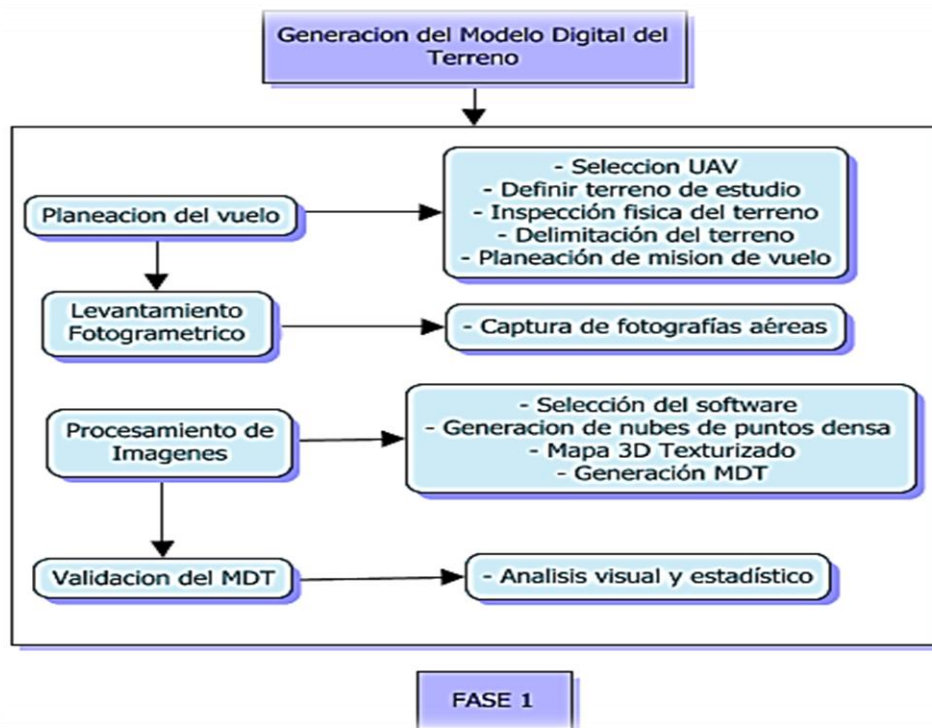 Generacion del Modelo Digital del
Terreno
Planeacion del vuelo
- Seleccion UAV
- Definir terreno de estudio
- Inspección fisica del terreno
- Delimitación del terreno
- Planeación de mision de vuelo
Levantamiento
Fotogrametrico
- Captura de fotografías aéreas
Procesamiento de
Imagenes
- Selección del software
- Generacion de nubes de puntos densa
- Mapa 3D Texturizado
- Generación MDT
Validacion del MDT
- Analisis visual y estadístico
FASE 1